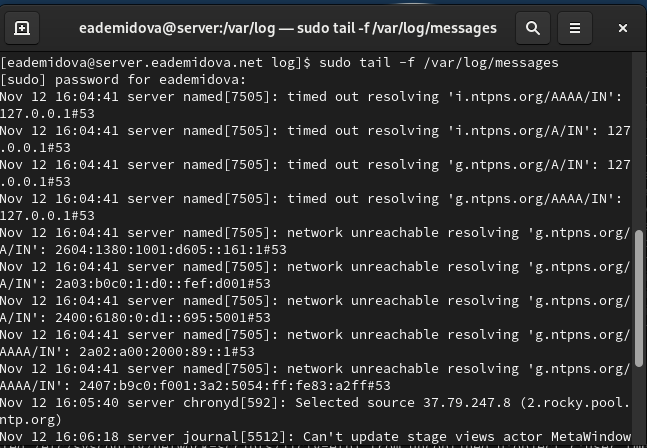 eademidova@server:/var/log — sudo tail -f /var/log/messages
[eademidova@server.eademidova.net log]$ sudo tail -f /var/log/messages
[sudo] password for eademidova:
Nov 12 16:04:41 server named[7505]: timed out resolving 'i.ntpns.org/AAAA/IN':
127.0.0.1#53
Nov 12 16:04:41 server named[7505]: timed out resolving 'i.ntpns.org/A/IN': 127
.0.0.1#53
Nov 12 16:04:41 server named[7505]: timed out resolving 'g.ntpns.org/A/IN': 127
.0.0.1#53
Nov 12 16:04:41 server named[7505]: timed out resolving 'g.ntpns.org/AAAA/IN':
127.0.0.1#53
Nov 12 16:04:41 server named[7505]: network unreachable resolving 'g.ntpns.org/
A/IN': 2604:1380:1001:d605::161:1#53
Nov 12 16:04:41 server named[7505]: network unreachable resolving 'g.ntpns.org/
A/IN': 2a03:b0c0:1:d0::fef:d001#53
Nov 12 16:04:41 server named[7505]: network unreachable resolving 'g.ntpns.org/
A/IN': 2400:6180:0:d1::695:5001#53
Nov 12 16:04:41 server named[7505]: network unreachable resolving 'g.ntpns.org/
AAAA/IN': 2a02:a00:2000:89::1#53
Nov 12 16:04:41 server named[7505]: network unreachable resolving 'g.ntpns.org/
AAAA/IN': 2407:b9c0:f001:3a2:5054:ff:fe83:a2ff#53
Nov 12 16:05:40 server chronyd[592]: Selected source 37.79.247.8 (2.rocky.pool.
ntp.org)
Nov 12 16:06:18 server journal[5512]: Can't update stage views actor MetaWindow